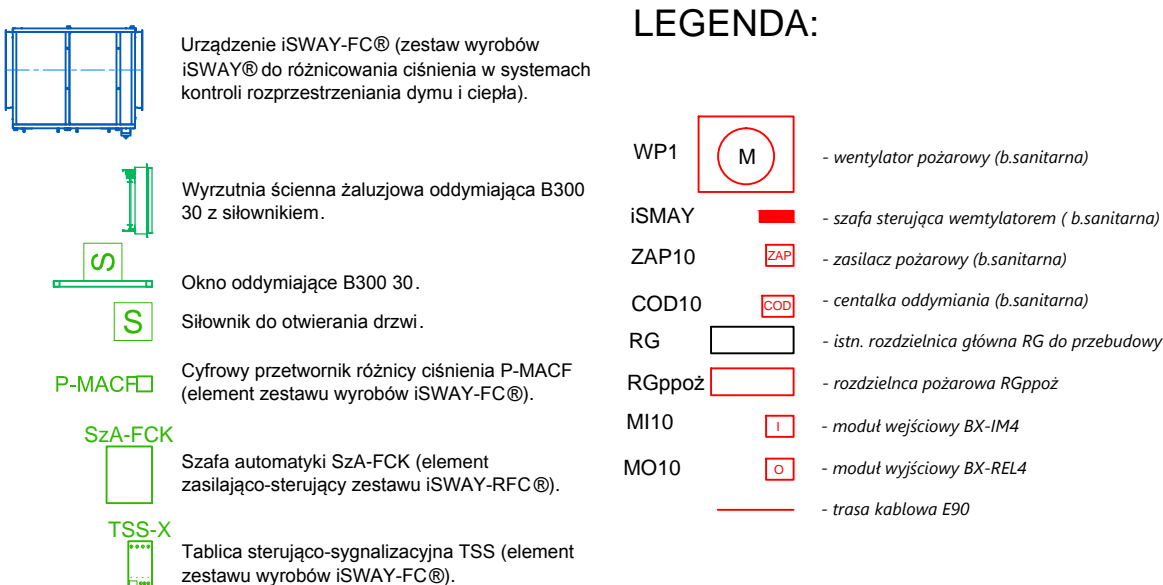 Urządzenie iSWAY-FC® (zestaw wyrobów
iSWAY® do różnicowania ciśnienia w systemach
kontroli rozprzestrzeniania dymu i ciepła).
Wyrzutnia ścienna żaluzjowa oddymiająca B300
30 z siłownikiem.
S
Okno oddymiające B300 30.
S
Siłownik do otwierania drzwi.
P-MACF
Cyfrowy przetwornik różnicy ciśnienia P-MACF
(element zestawu wyrobów iSWAY-FC®).
SzA-FCK
Szafa automatyki SzA-FCK (element
zasilająco-sterujący zestawu iSWAY-RFC®).
TSS-X
Tablica sterująco-sygnalizacyjna TSS (element
zestawu wyrobów iSWAY-FC®).
LEGENDA:
WP1 M - wentylator pożarowy (b.sanitarna)
iSMAY - szafa sterująca wemtylatorem ( b.sanitarna)
ZAP10 ZAP - zasilacz pożarowy (b.sanitarna)
COD10 COD - centalka oddymiania (b.sanitarna)
RG - istn. rozdzielnica główna RG do przebudowy
RGppoż - rozdzielnca pożarowa RGppoż
MI10 I - moduł wejściowy BX-IM4
MO10 O - moduł wyjściowy BX-REL4
- trasa kablowa E90